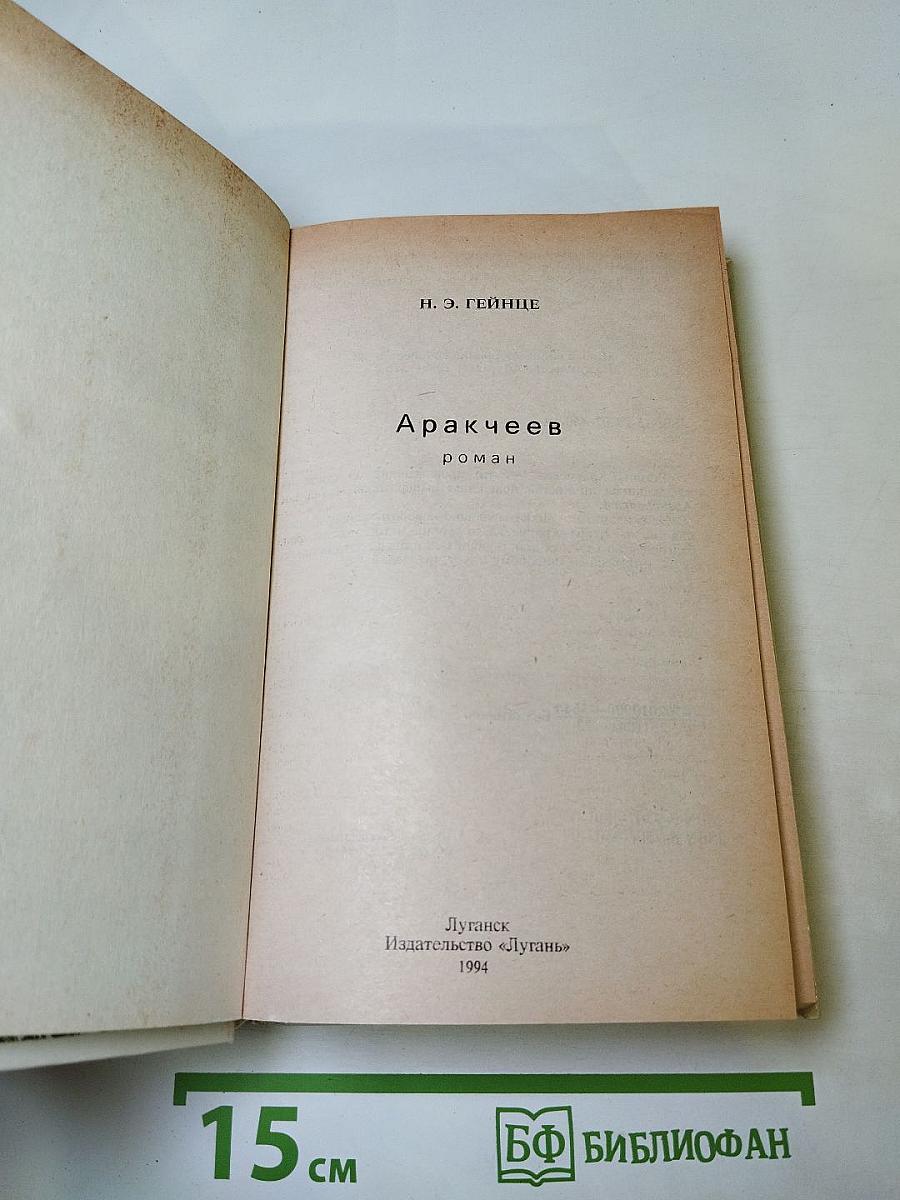 Н. Э. ГЕЙНЦЕ
Аракчеев
роман
Луганск
Издательство «Лугань»
1994
15 см
БФ БИБЛИОФАН